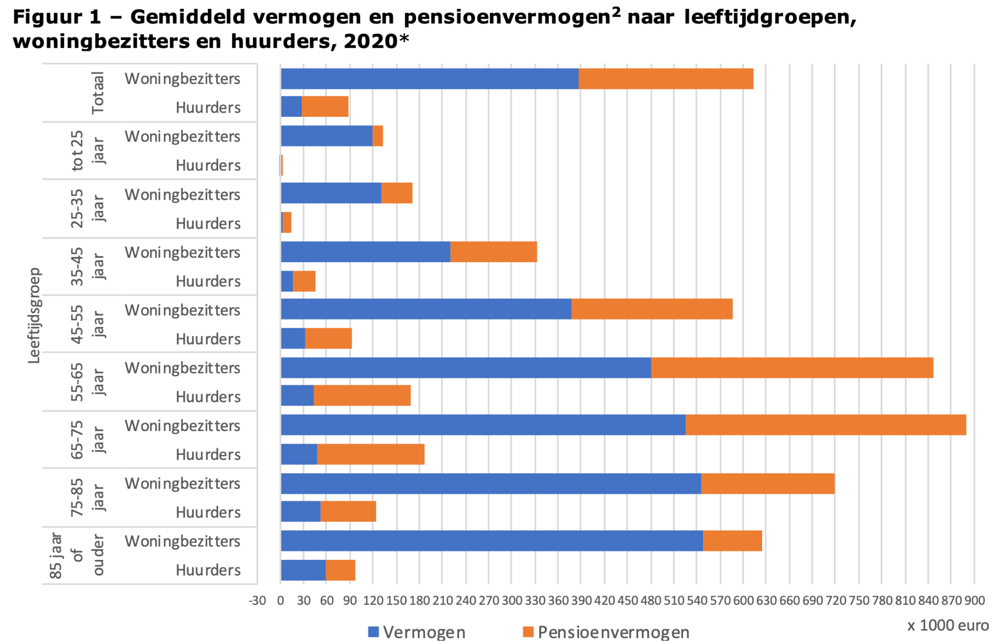 Figuur 1 – Gemiddeld vermogen en pensioenvermogen² naar leeftijdgroepen,
woningbezitters en huurders, 2020*
Leeftijdsgroep
Totaal
Woningbezitters
Huurders
tot 25
jaar
Woningbezitters
Huurders
25-35
jaar
Woningbezitters
Huurders
35-45
jaar
Woningbezitters
Huurders
45-55
jaar
Woningbezitters
Huurders
55-65
jaar
Woningbezitters
Huurders
65-75
jaar
Woningbezitters
Huurders
75-85
jaar
Woningbezitters
Huurders
85 jaar
of
ouder
Woningbezitters
Huurders
-30 0 30 60 90 120 150 180 210 240 270 300 330 360 390 420 450 480 510 540 570 600 630 660 690 720 750 780 810 840 870 900
x 1000 euro
Vermogen
Pensioenvermogen